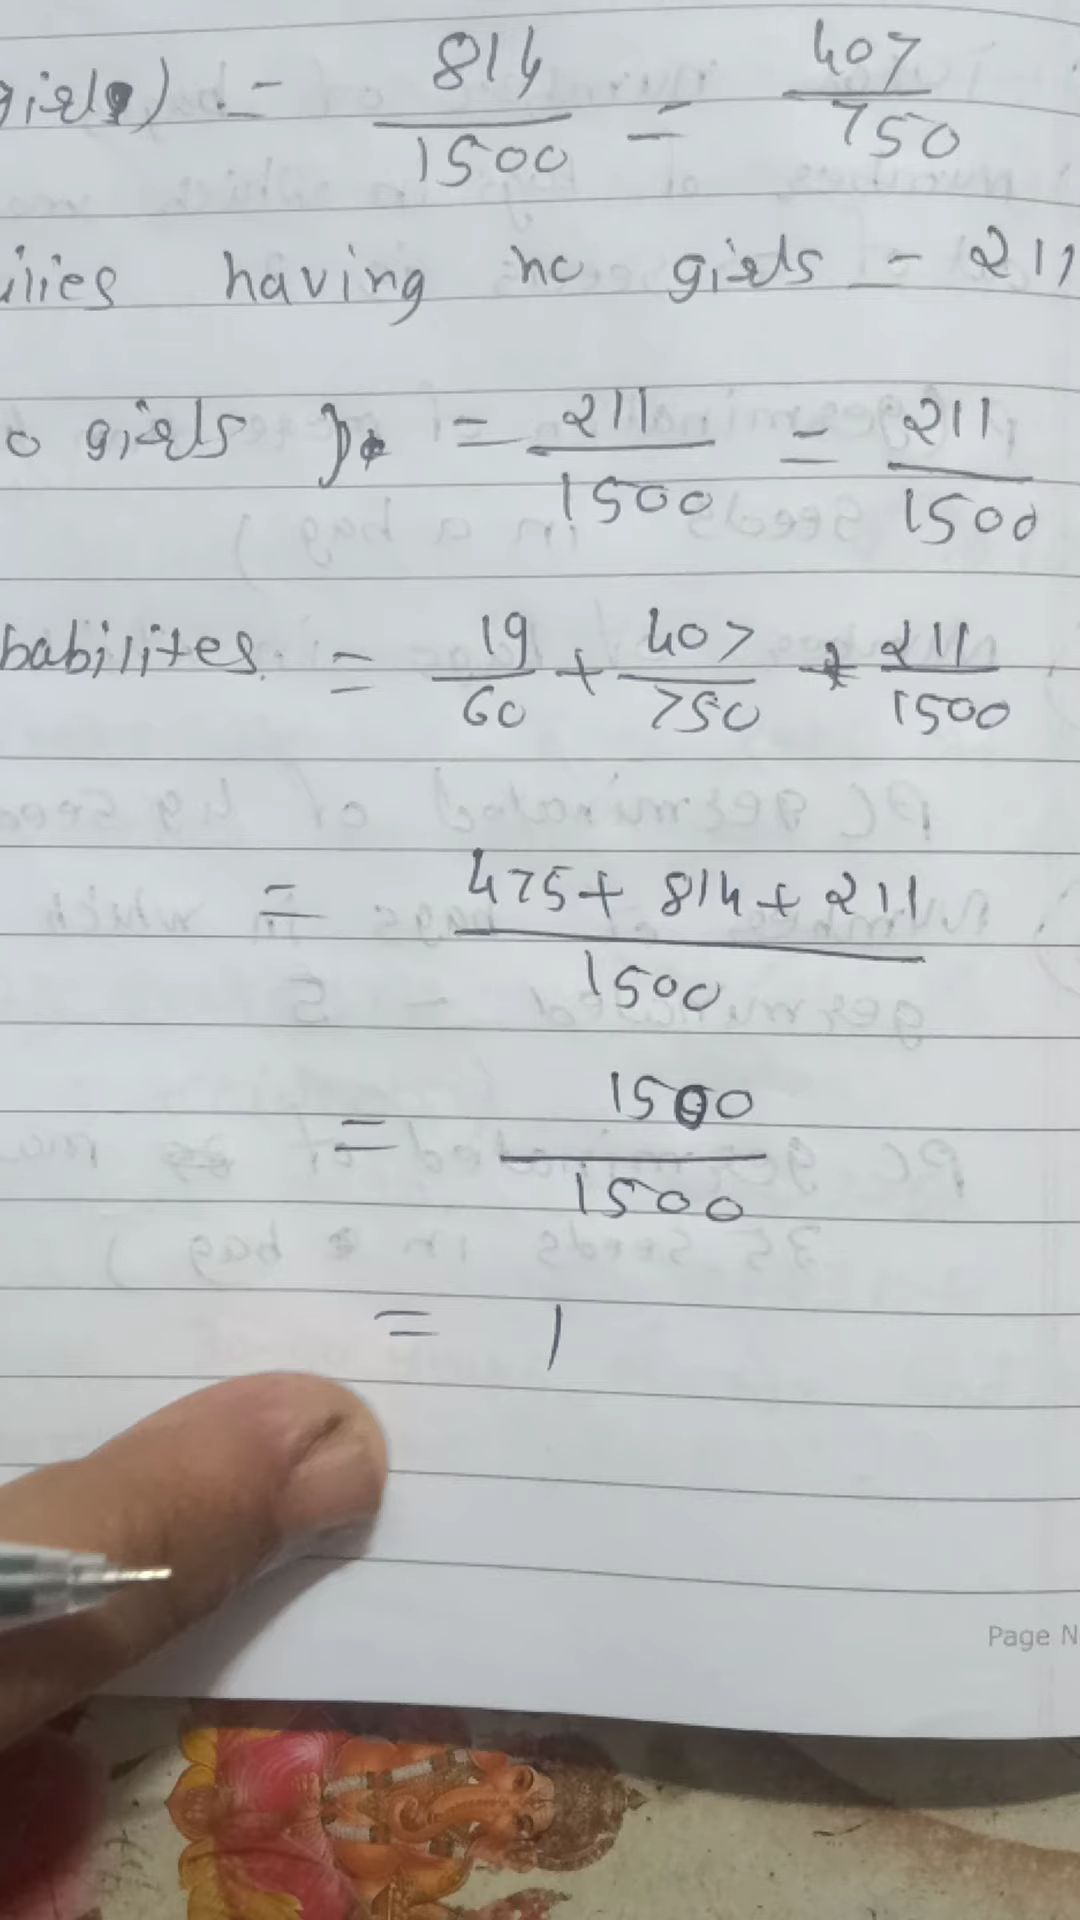 girls) = 814/1500 = 407/750
ilies having no girls - 211
o girls ) = 211/1500 = 211/1500
babilites = 19/60 + 407/750 + 211/1500
= 475 + 814 + 211/1500
= 1500/1500
= 1
Page N